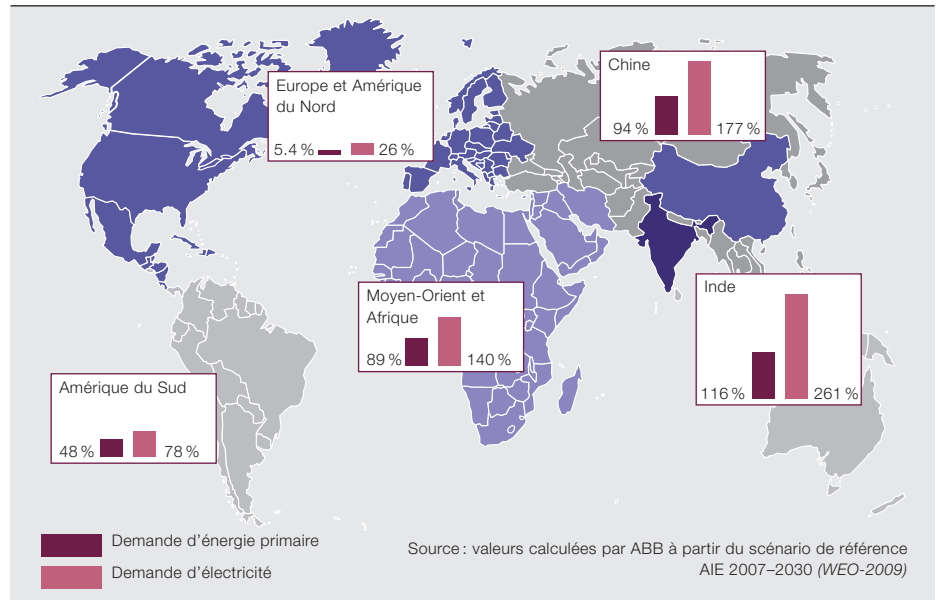 Europe et Amérique
du Nord
5.4 % 26 %
Chine
94 % 177 %
Moyen-Orient et
Afrique
89 % 140 %
Inde
116 % 261 %
Amérique du Sud
48 % 78 %
Demande d’énergie primaire
Demande d’électricité
Source : valeurs calculées par ABB à partir du scénario de référence
AIE 2007–2030 (WEO-2009)